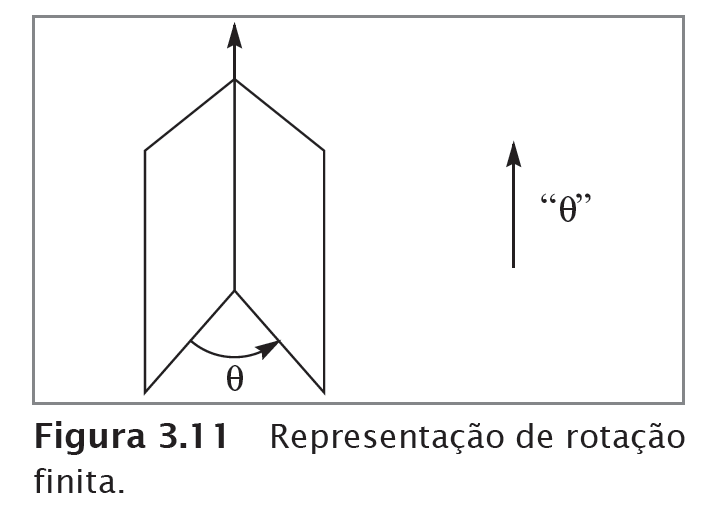 “θ”
θ
Figura 3.11 Representação de rotação
finita.